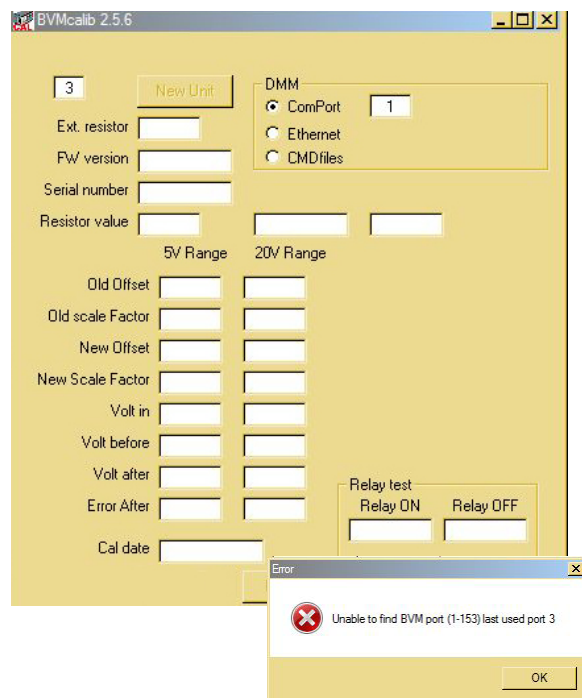 CAL BVMcalib 2.5.6
3 New Unit
DMM
ComPort 1
Ethernet
CMDfiles
Ext. resistor
FW version
Serial number
Resistor value
5V Range 20V Range
Old Offset
Old scale Factor
New Offset
New Scale Factor
Volt in
Volt before
Volt after
Error After
Cal date
Relay test
Relay ON Relay OFF
Error
Unable to find BVM port (1-153) last used port 3
OK